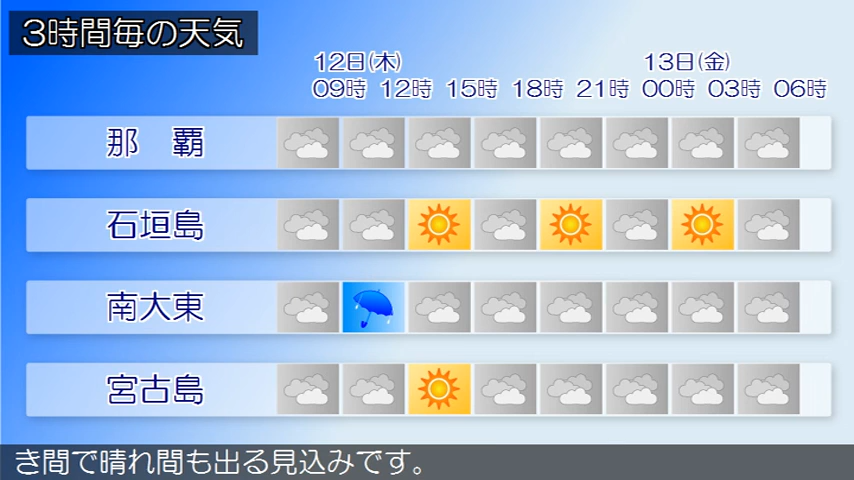 3時間毎の天気
12日(木) 13日(金)
09時 12時 15時 18時 21時 00時 03時 06時
那 覇
石垣島
南大東
宮古島
き間で晴れ間も出る見込みです。